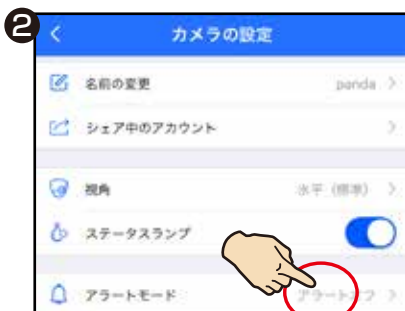 2
カメラの設定
名前の変更 panda
シェア中のアカウント
視角 水平 (標準)
ステータスランプ
アラートモード アラートオフ